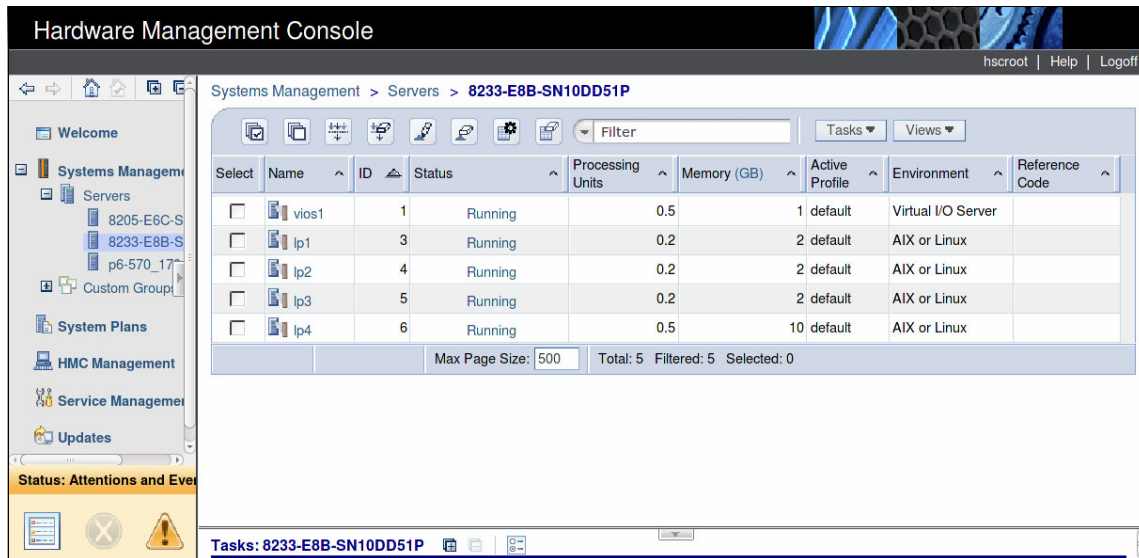 Hardware Management Console
hscroot | Help | Logoff
Systems Management > Servers > 8233-E8B-SN10DD51P
Welcome
Systems Manageme
Servers
8205-E6C-S
8233-E8B-S
p6-570_17
Custom Groups
System Plans
HMC Management
Service Managemen
Updates
Status: Attentions and Ever
Filter
Tasks Views
Select Name ID Status Processing Units Memory (GB) Active Profile Environment Reference Code
vios1 1 Running 0.5 1 default Virtual I/O Server
lp1 3 Running 0.2 2 default AIX or Linux
lp2 4 Running 0.2 2 default AIX or Linux
lp3 5 Running 0.2 2 default AIX or Linux
lp4 6 Running 0.5 10 default AIX or Linux
Max Page Size: 500 Total: 5 Filtered: 5 Selected: 0
Tasks: 8233-E8B-SN10DD51P